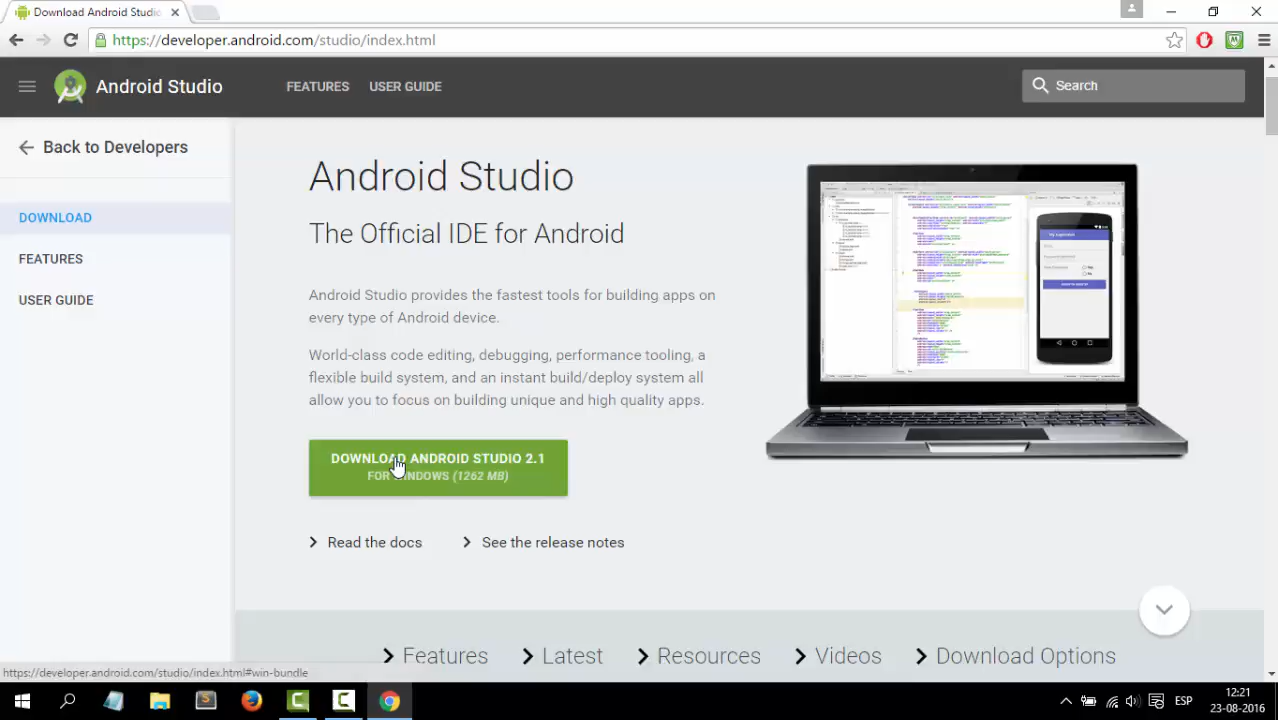 Download Android Studio
https://developer.android.com/studio/index.html
Android Studio
FEATURES
USER GUIDE
Search
Back to Developers
DOWNLOAD
FEATURES
USER GUIDE
Android Studio
The Official IDE for Android
Android Studio provides the fastest tools for building apps on
every type of Android device.
World-class code editing, debugging, performance tooling, a
flexible build system, and an instant build/deploy system all
allow you to focus on building unique and high quality apps.
DOWNLOAD ANDROID STUDIO 2.1
FOR WINDOWS (1262 MB)
Read the docs
See the release notes
Features
Latest
Resources
Videos
Download Options
https://developer.android.com/studio/index.html#win-bundle
ESP
12:21
23-08-2016